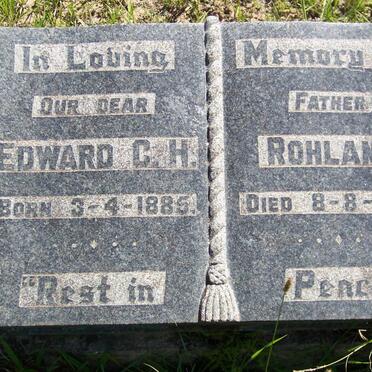 In Loving Memory
OUR DEAR FATHER
EDWARD C. H. ROHLAN
BORN 3-4-1885. DIED 8-8-
"Rest in Peac